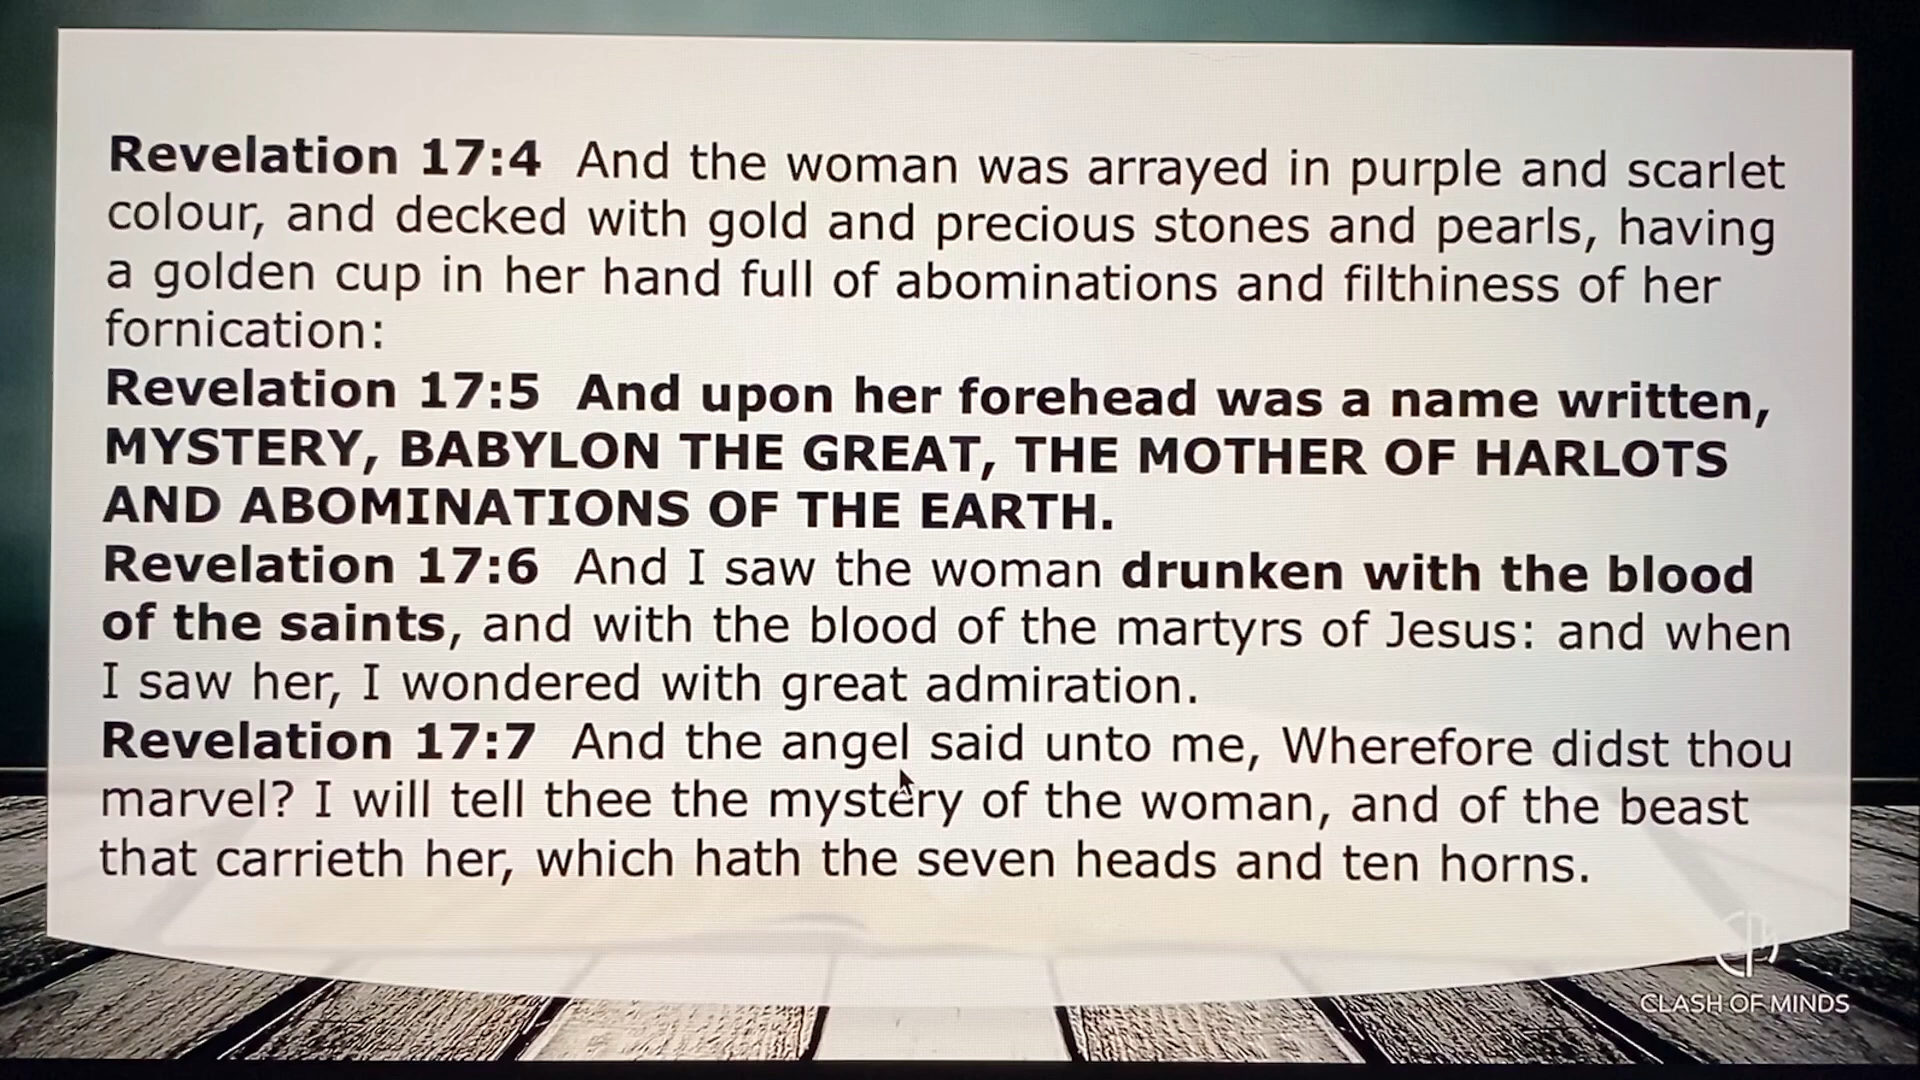 Revelation 17:4 And the woman was arrayed in purple and scarlet
colour, and decked with gold and precious stones and pearls, having
a golden cup in her hand full of abominations and filthiness of her
fornication:
Revelation 17:5 And upon her forehead was a name written,
MYSTERY, BABYLON THE GREAT, THE MOTHER OF HARLOTS
AND ABOMINATIONS OF THE EARTH.
Revelation 17:6 And I saw the woman drunken with the blood
of the saints, and with the blood of the martyrs of Jesus: and when
I saw her, I wondered with great admiration.
Revelation 17:7 And the angel said unto me, Wherefore didst thou
marvel? I will tell thee the mystery of the woman, and of the beast
that carrieth her, which hath the seven heads and ten horns.
CLASH OF MINDS